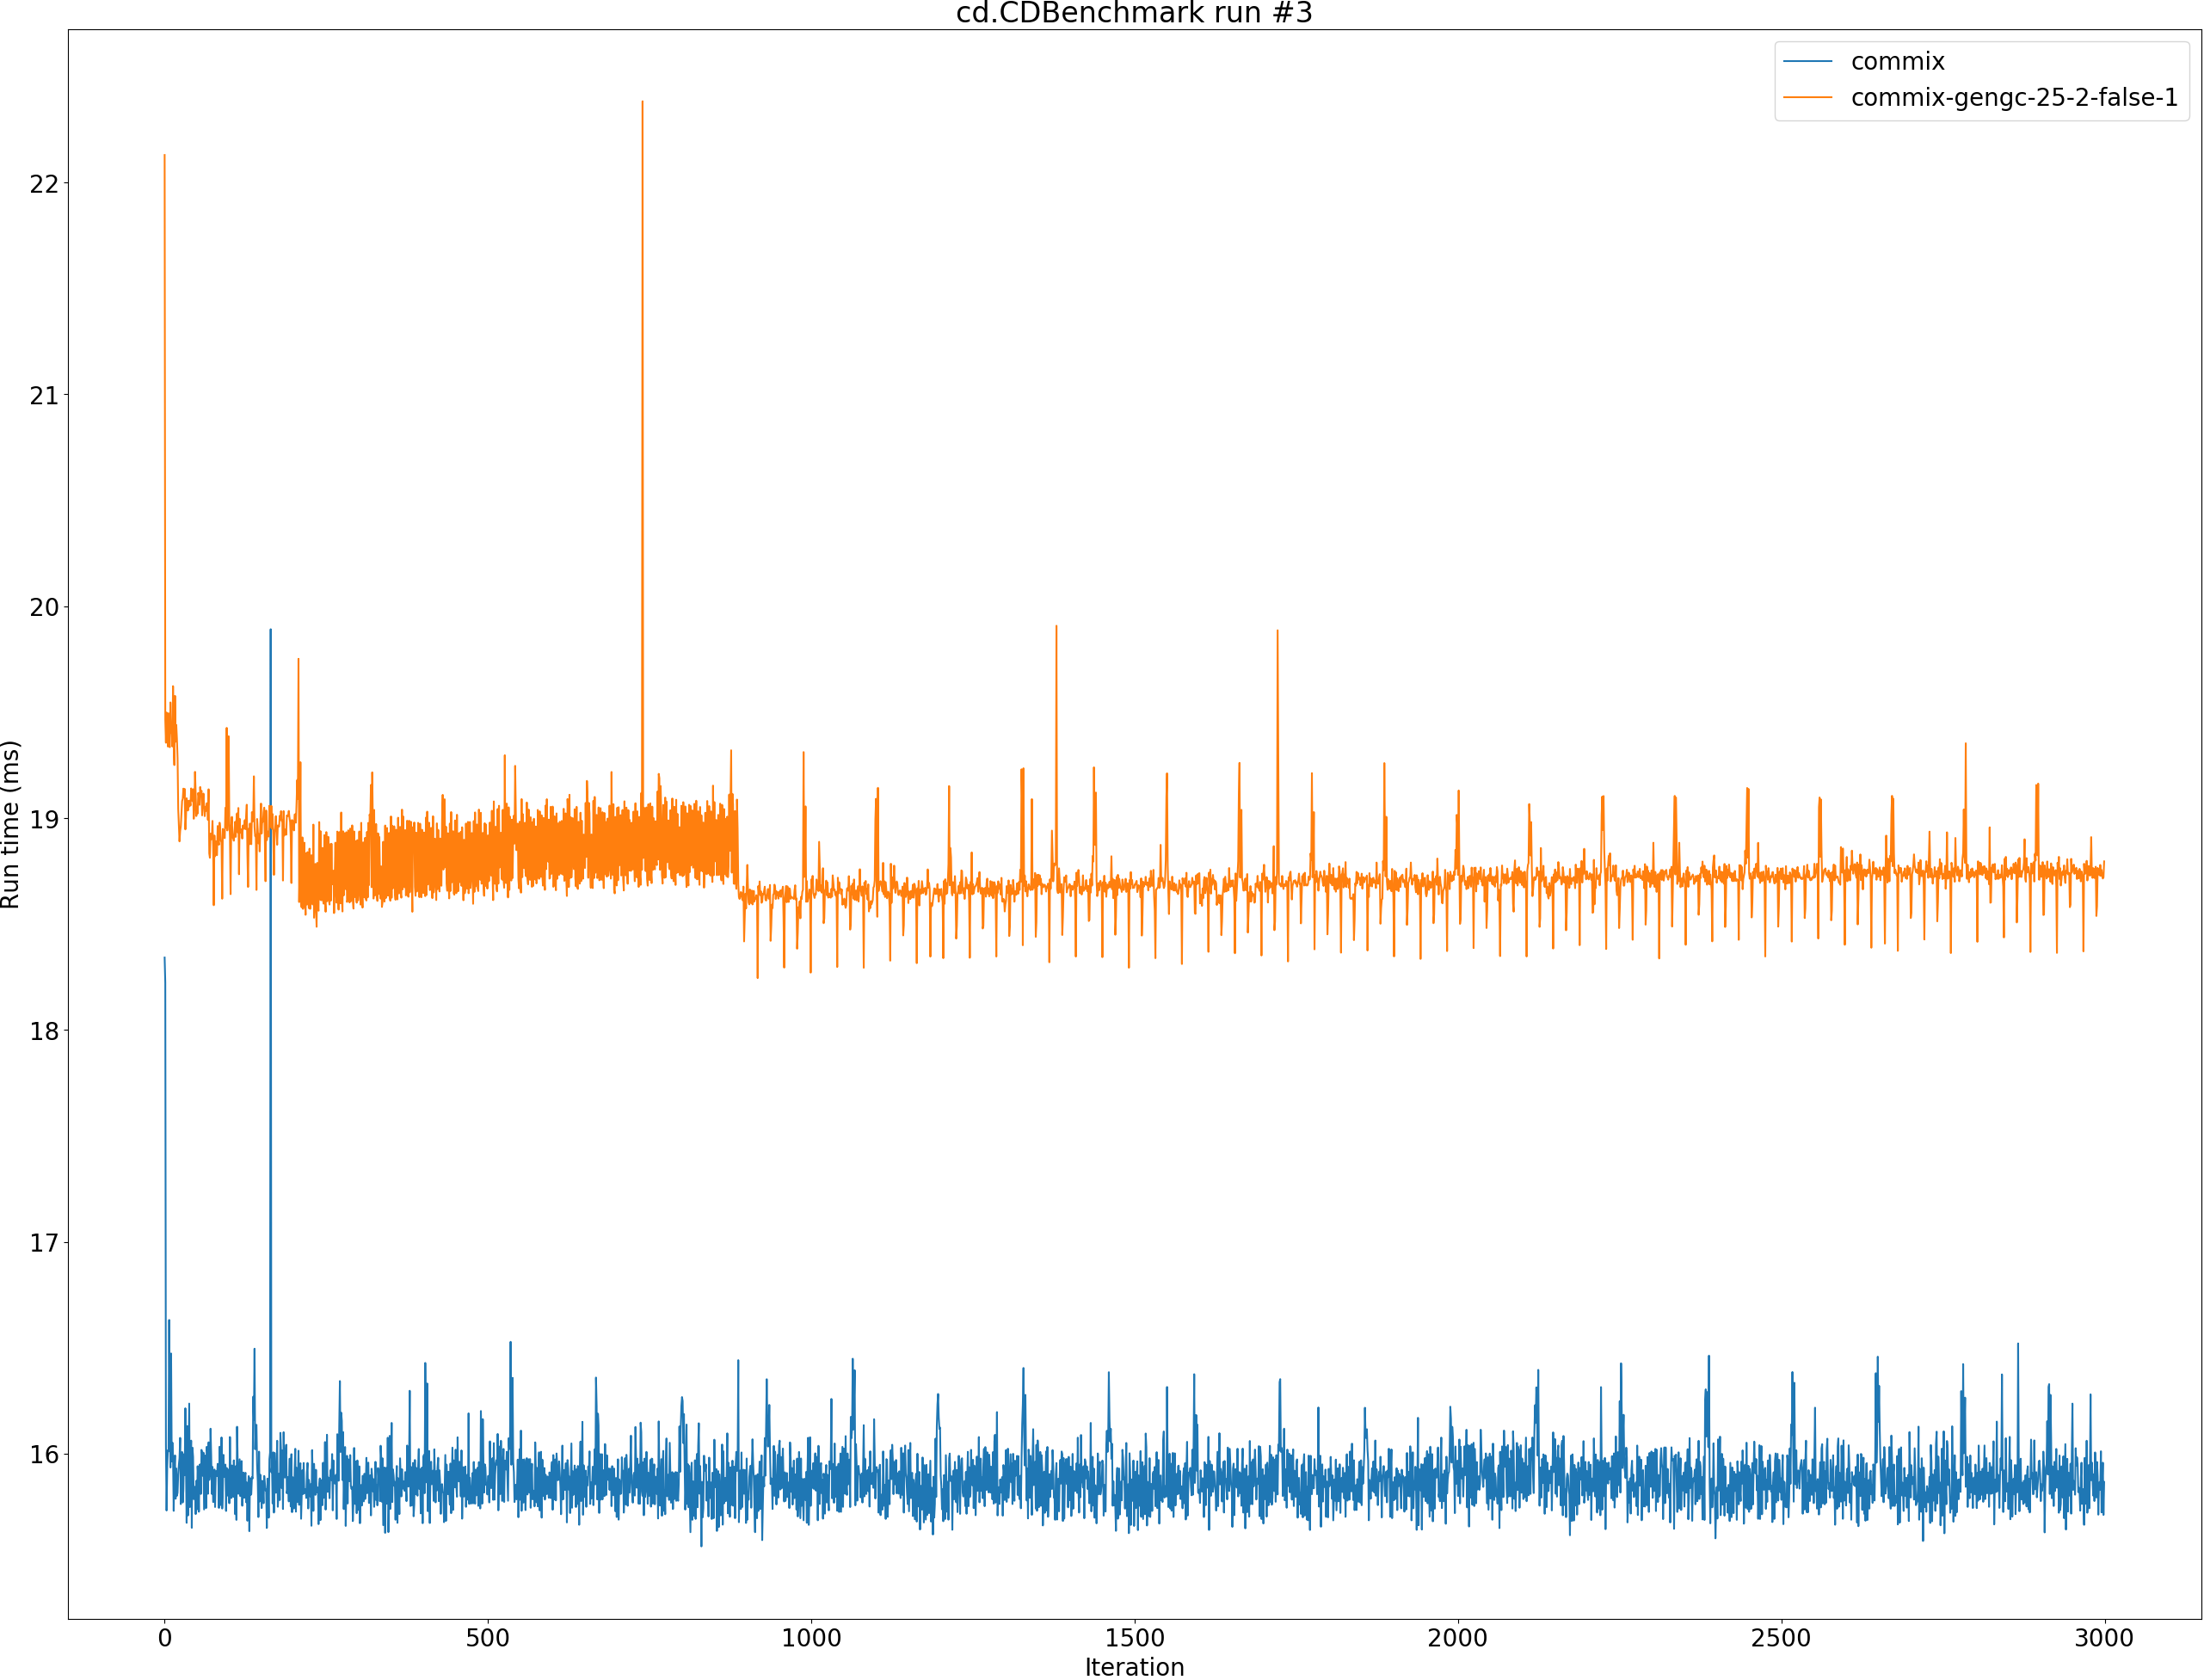 cd.CDBenchmark run #3
commix
commix-gengc-25-2-false-1
Run time (ms)
22
21
20
19
18
17
16
0 500 1000 1500 2000 2500 3000
Iteration